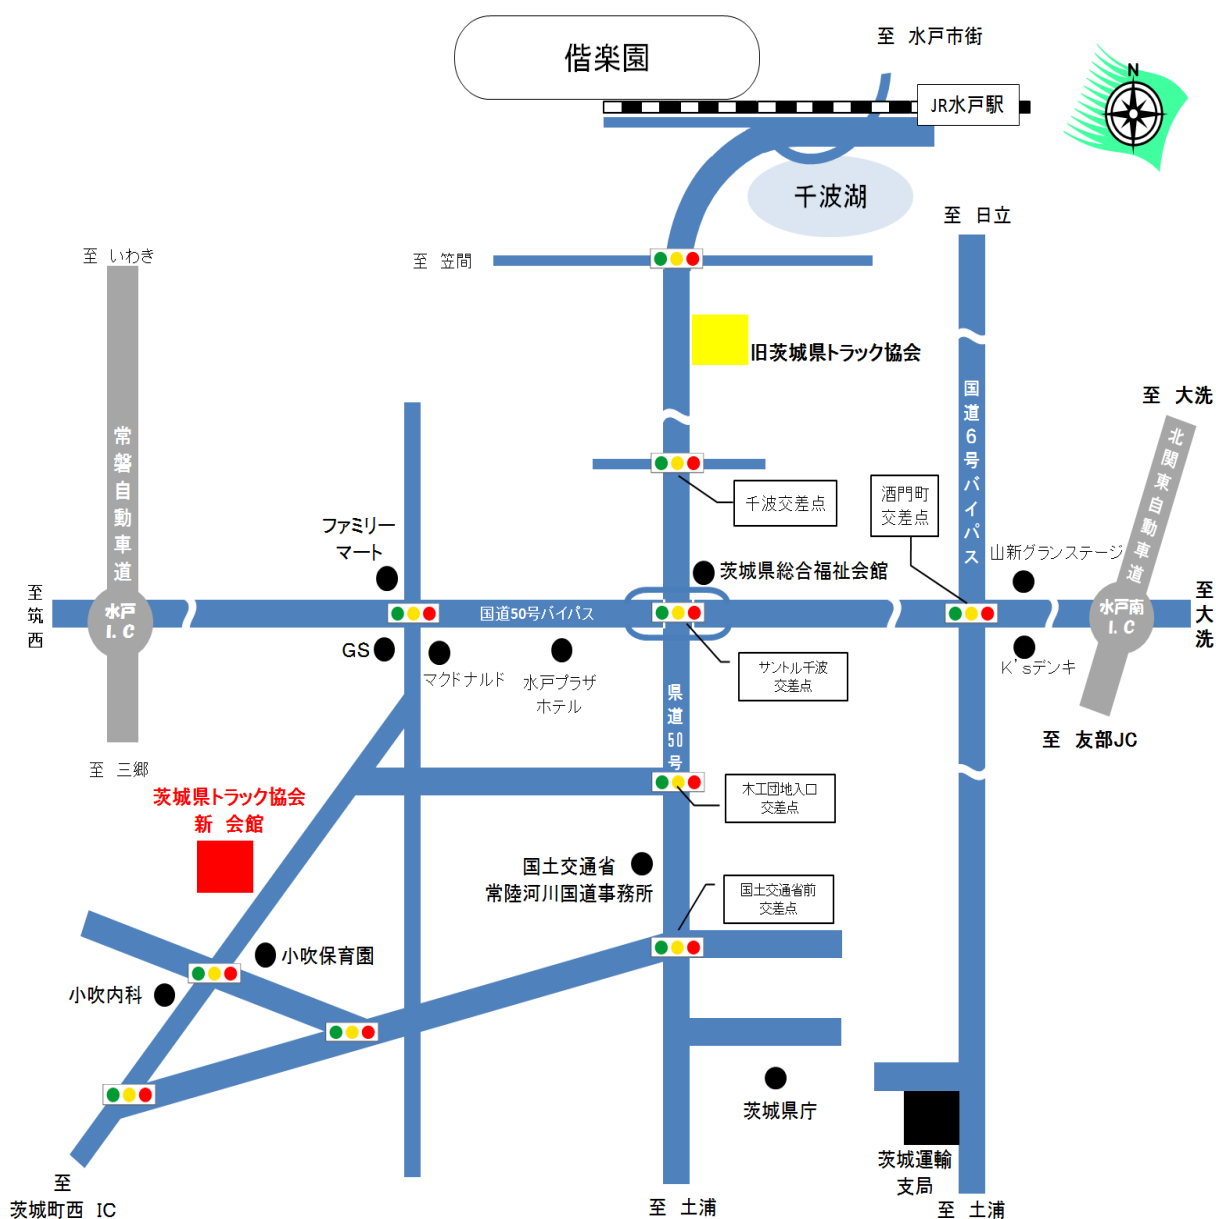 至　水戸市街
偕楽園
N
JR水戸駅
千波湖
至　日立
至　いわき
至　笠間
旧茨城県トラック協会
至　大洗
国道6号バイパス
北関東自動車道
常磐自動車道
千波交差点
酒門町
交差点
ファミリー
マート
山新グランステージ
茨城県総合福祉会館
至
筑
西
水戸
I.C
国道50号バイパス
水戸南
I.C
至
大
洗
GS
マクドナルド
水戸プラザ
ホテル
サントル千波
交差点
K'sデンキ
県道50号
至　友部JC
至　三郷
茨城県トラック協会
新　会館
木工団地入口
交差点
国土交通省
常陸河川国道事務所
国土交通省前
交差点
小吹保育園
小吹内科
茨城県庁
茨城運輸
支局
至
茨城町西　IC
至　土浦
至　土浦